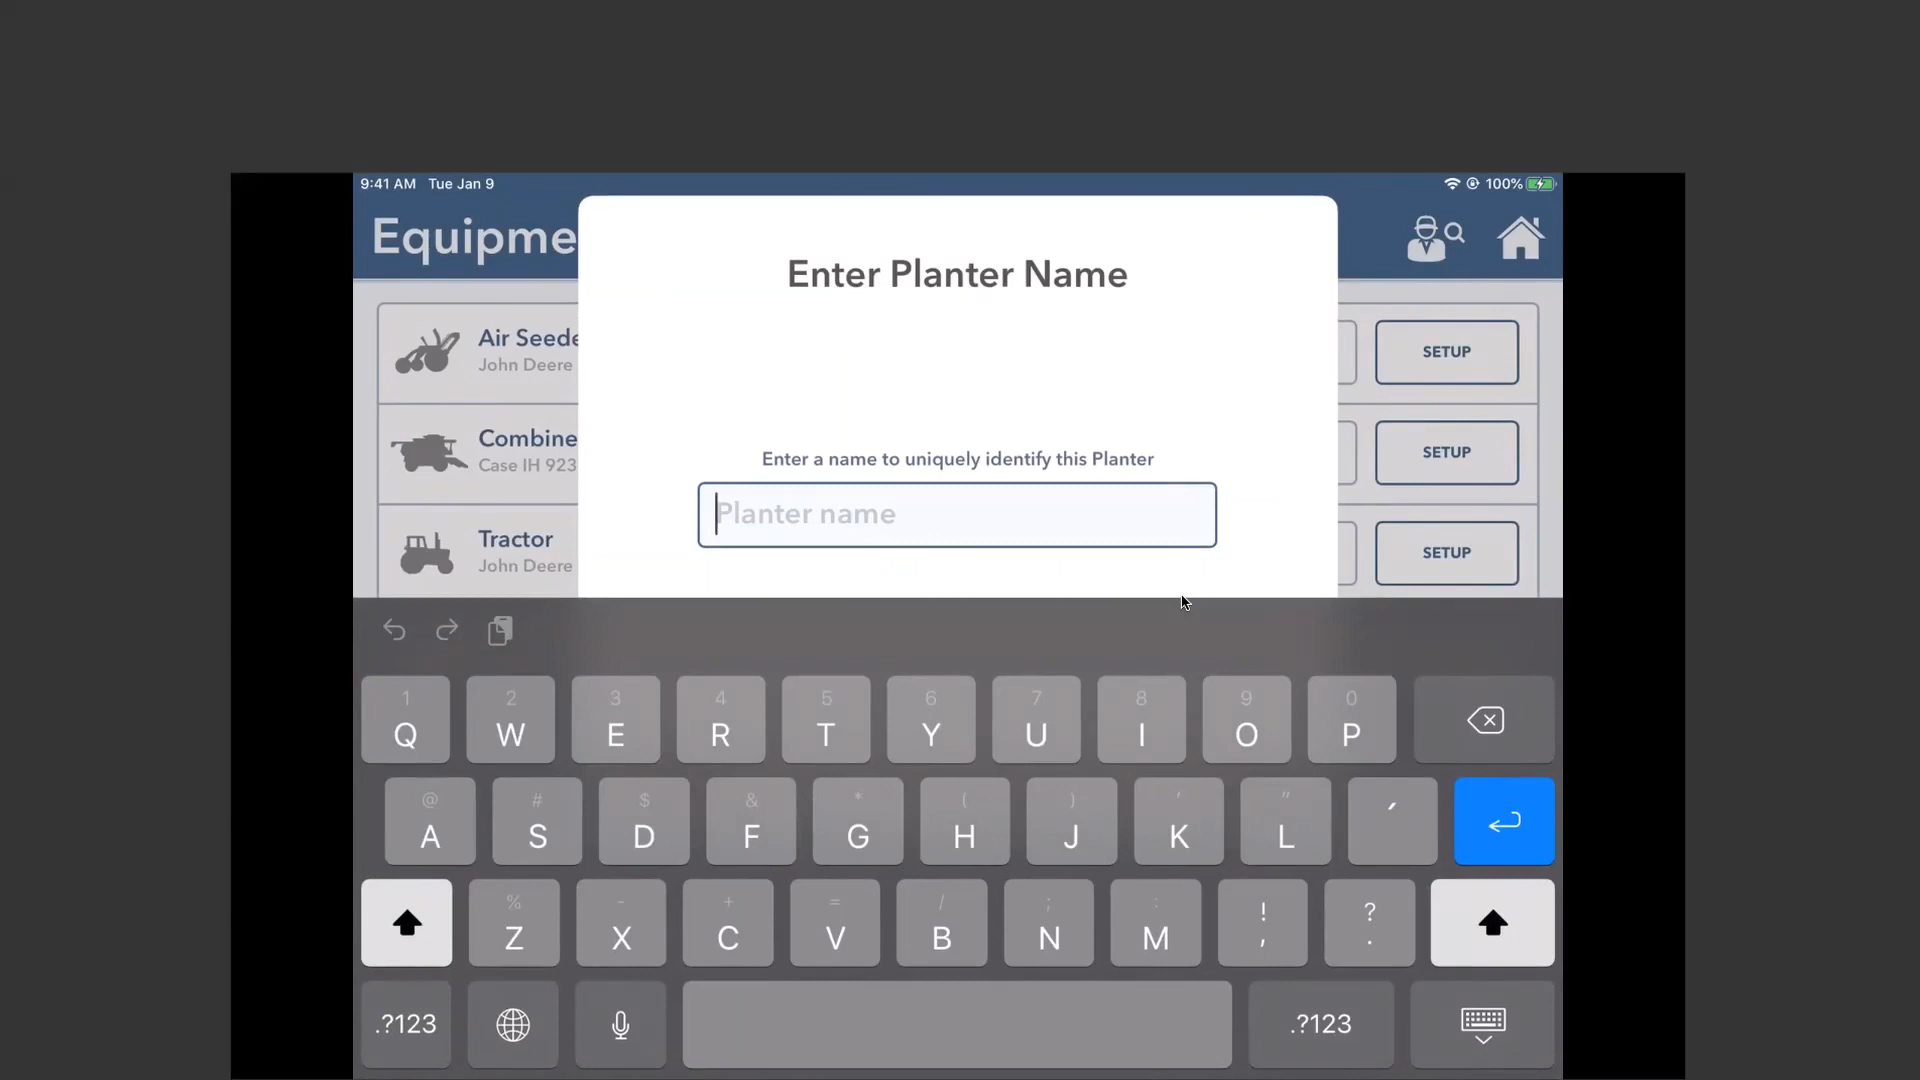 9:41 AM Tue Jan 9
100%
Equipme
Enter Planter Name
Air Seede
John Deere
SETUP
Combine
Case IH 923
SETUP
Enter a name to uniquely identify this Planter
Planter name
Tractor
John Deere
SETUP
1 2 3 4 5 6 7 8 9 0
Q W E R T Y U I O P
@ # $ & * ( ) ' "
A S D F G H J K L ´
% - + = / ; : ! ?
Z X C V B N M , .
.?123 .?123